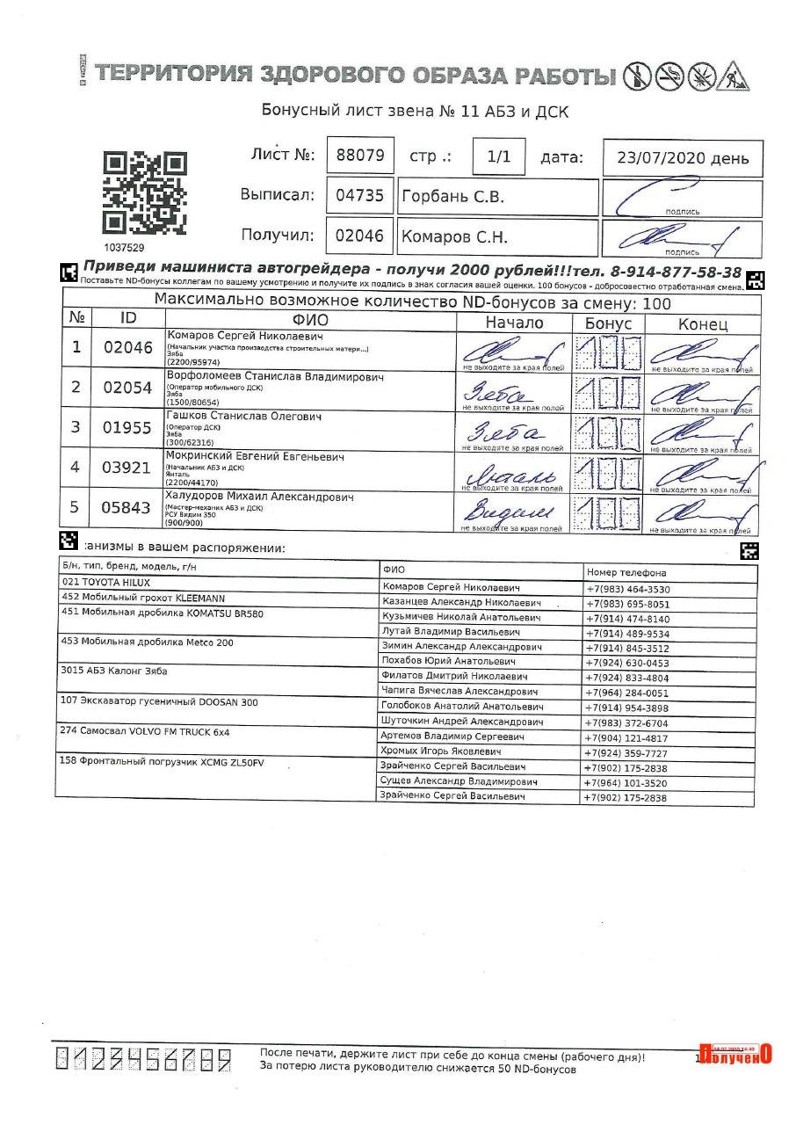 ! ТЕРРИТОРИЯ ЗДОРОВОГО ОБРАЗА РАБОТЫ
Бонусный лист звена № 11 АБЗ и ДСК
Лист №: 88079 стр .: 1/1 дата: 23/07/2020 день
Выписал: 04735 Горбань С.В. подпись
1037529
Получил: 02046 Комаров С.Н. подпись
Приведи машиниста автогрейдера - получи 2000 рублей!!!тел. 8-914-877-58-38
Поставьте ND-бонусы коллегам по вашему усмотрению и получите их подпись в знак согласия вашей оценки. 100 бонусов - добросовестно отработанная смена.
Максимально возможное количество ND-бонусов за смену: 100
№ ID ФИО Начало Бонус Конец
1 02046 Комаров Сергей Николаевич 100
(Начальник участка производства строительных матери...)
Зяба
(2200/95974)
не выходите за края полей не выходите за края полей
2 02054 Ворфоломеев Станислав Владимирович Зяба 100
(Оператор мобильного ДСК)
Зяба
(1500/80654)
не выходите за края полей не выходите за края полей
3 01955 Гашков Станислав Олегович Зяба 100
(Оператор ДСК)
Зяба
(300/62316)
не выходите за края полей не выходите за края полей
4 03921 Мокринский Евгений Евгеньевич Янталь 100
(Начальник АБЗ и ДСК)
Янталь
(2200/44170)
не выходите за края полей не выходите за края полей
5 05843 Халудоров Михаил Александрович Видим 100
(Мастер-механик АБЗ и ДСК)
РСУ Видим 350
(900/900)
не выходите за края полей не выходите за края полей
:анизмы в вашем распоряжении:
Б/н, тип, бренд, модель, г/н ФИО Номер телефона
021 TOYOTA HILUX Комаров Сергей Николаевич +7(983) 464-3530
452 Мобильный грохот KLEEMANN Казанцев Александр Николаевич +7(983) 695-8051
451 Мобильная дробилка KOMATSU BR580 Кузьмичев Николай Анатольевич +7(914) 474-8140
Лутай Владимир Васильевич +7(914) 489-9534
453 Мобильная дробилка Metco 200 Зимин Александр Александрович +7(914) 845-3512
Похабов Юрий Анатольевич +7(924) 630-0453
3015 АБЗ Калонг Зяба Филатов Дмитрий Николаевич +7(924) 833-4804
Чапига Вячеслав Александрович +7(964) 284-0051
107 Экскаватор гусеничный DOOSAN 300 Голобоков Анатолий Анатольевич +7(914) 954-3898
Шуточкин Андрей Александрович +7(983) 372-6704
274 Самосвал VOLVO FM TRUCK 6x4 Артемов Владимир Сергеевич +7(904) 121-4817
Хромых Игорь Яковлевич +7(924) 359-7727
158 Фронтальный погрузчик XCMG ZL50FV Зрайченко Сергей Васильевич +7(902) 175-2838
Сущев Александр Владимирович +7(964) 101-3520
Зрайченко Сергей Васильевич +7(902) 175-2838
0123456789 После печати, держите лист при себе до конца смены (рабочего дня)!
За потерю листа руководителю снижается 50 ND-бонусов
Получено